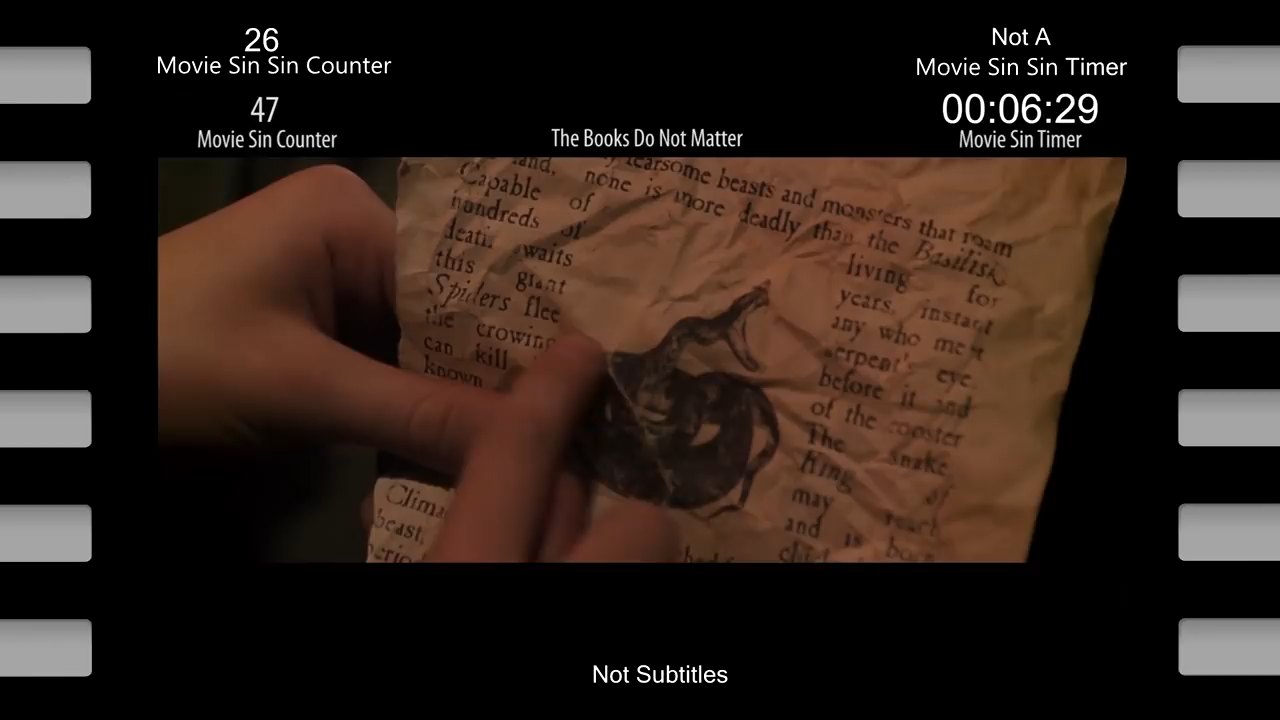 26
Movie Sin Sin Counter
47
Movie Sin Counter
The Books Do Not Matter
Not A
Movie Sin Sin Timer
00:06:29
Movie Sin Timer
fearsome beasts and monsters that roam
none is more deadly than the Basilisk
Capable of
hundreds of
death waits
this giant
Spiders flee
the crowing
can kill
known
living for
years, instant
any who meet
serpent's eye
before it and
of the rooster
The snake
King of
may reach
and is born
Clima
beast,
Not Subtitles